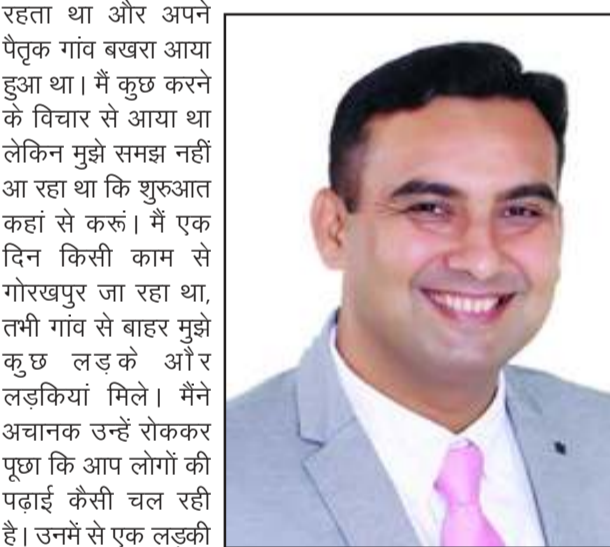 रहता था और अपने
पैतृक गांव बखरा आया
हुआ था। मैं कुछ करने
के विचार से आया था
लेकिन मुझे समझ नहीं
आ रहा था कि शुरुआत
कहां से करूं। मैं एक
दिन किसी काम से
गोरखपुर जा रहा था,
तभी गांव से बाहर मुझे
कुछ लड़के और
लड़कियां मिले। मैंने
अचानक उन्हें रोककर
पूछा कि आप लोगों की
पढ़ाई कैसी चल रही
है। उनमें से एक लड़की